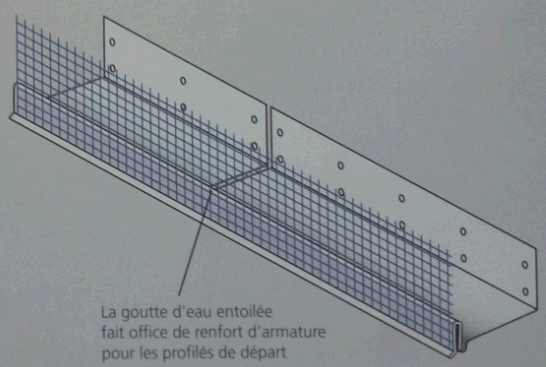 La goutte d'eau entoilée
fait office de renfort d'armature
pour les profilés de départ